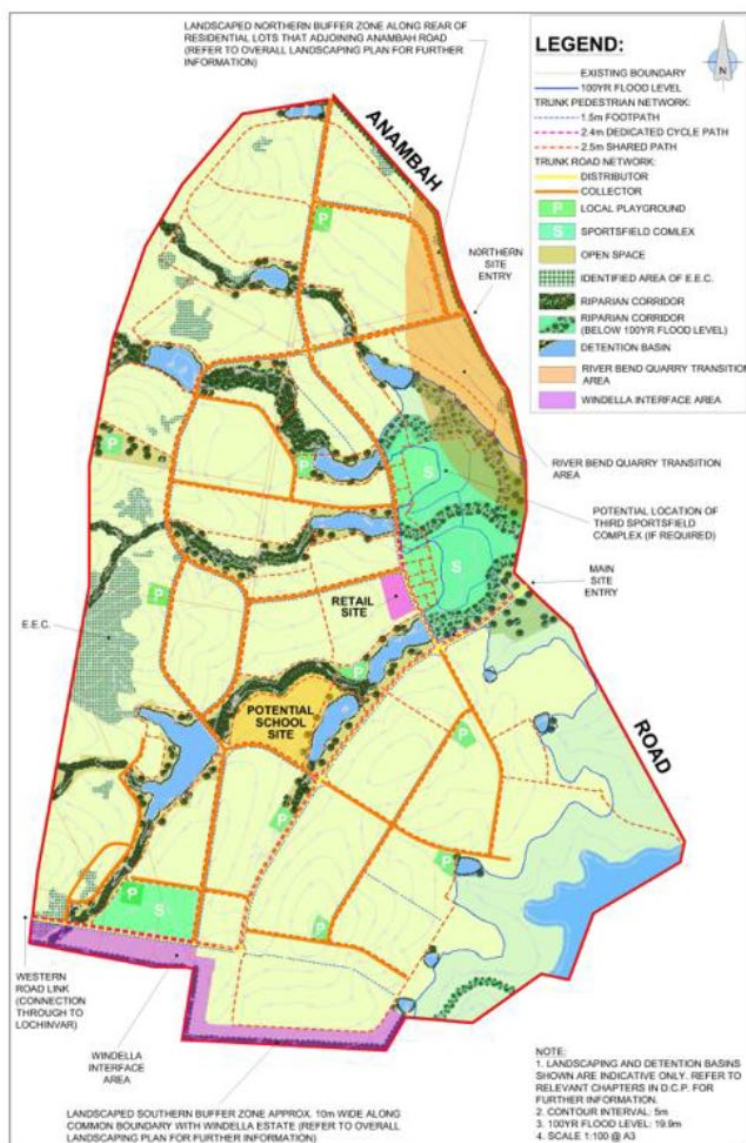 LANDSCAPED NORTHERN BUFFER ZONE ALONG REAR OF
RESIDENTIAL LOTS THAT ADJOINING ANAMBAH ROAD
(REFER TO OVERALL LANDSCAPING PLAN FOR FURTHER
INFORMATION)
LEGEND:
N
EXISTING BOUNDARY
100YR FLOOD LEVEL
TRUNK PEDESTRIAN NETWORK:
1.5m FOOTPATH
2.4m DEDICATED CYCLE PATH
2.5m SHARED PATH
TRUNK ROAD NETWORK:
DISTRIBUTOR
COLLECTOR
P LOCAL PLAYGROUND
S SPORTSFIELD COMLEX
OPEN SPACE
IDENTIFIED AREA OF E.E.C.
RIPARIAN CORRIDOR
RIPARIAN CORRIDOR
(BELOW 100YR FLOOD LEVEL)
DETENTION BASIN
RIVER BEND QUARRY TRANSITION
AREA
WINDELLA INTERFACE AREA
ANAMBAH
P
NORTHERN
SITE
ENTRY
RIVER BEND QUARRY TRANSITION
AREA
P
P
S
POTENTIAL LOCATION OF
THIRD SPORTSFIELD
COMPLEX (IF REQUIRED)
S
MAIN
SITE
ENTRY
P
RETAIL
SITE
E.E.C.
P
POTENTIAL
SCHOOL
SITE
P
ROAD
P
P
P
S
P
WESTERN
ROAD LINK
(CONNECTION
THROUGH TO
LOCHINVAR)
WINDELLA
INTERFACE
AREA
LANDSCAPED SOUTHERN BUFFER ZONE APPROX. 10m WIDE ALONG
COMMON BOUNDARY WITH WINDELLA ESTATE (REFER TO OVERALL
LANDSCAPING PLAN FOR FURTHER INFORMATION)
NOTE:
1. LANDSCAPING AND DETENTION BASINS
SHOWN ARE INDICATIVE ONLY. REFER TO
RELEVANT CHAPTERS IN D.C.P. FOR
FURTHER INFORMATION.
2. CONTOUR INTERVAL: 5m
3. 100YR FLOOD LEVEL: 19.9m
4. SCALE 1:100 @ A3